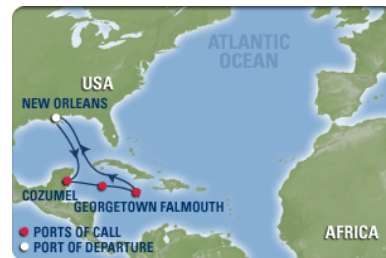 ATLANTIC
OCEAN
USA
NEW ORLEANS
COZUMEL
GEORGETOWN FALMOUTH
PORTS OF CALL
PORT OF DEPARTURE
AFRICA